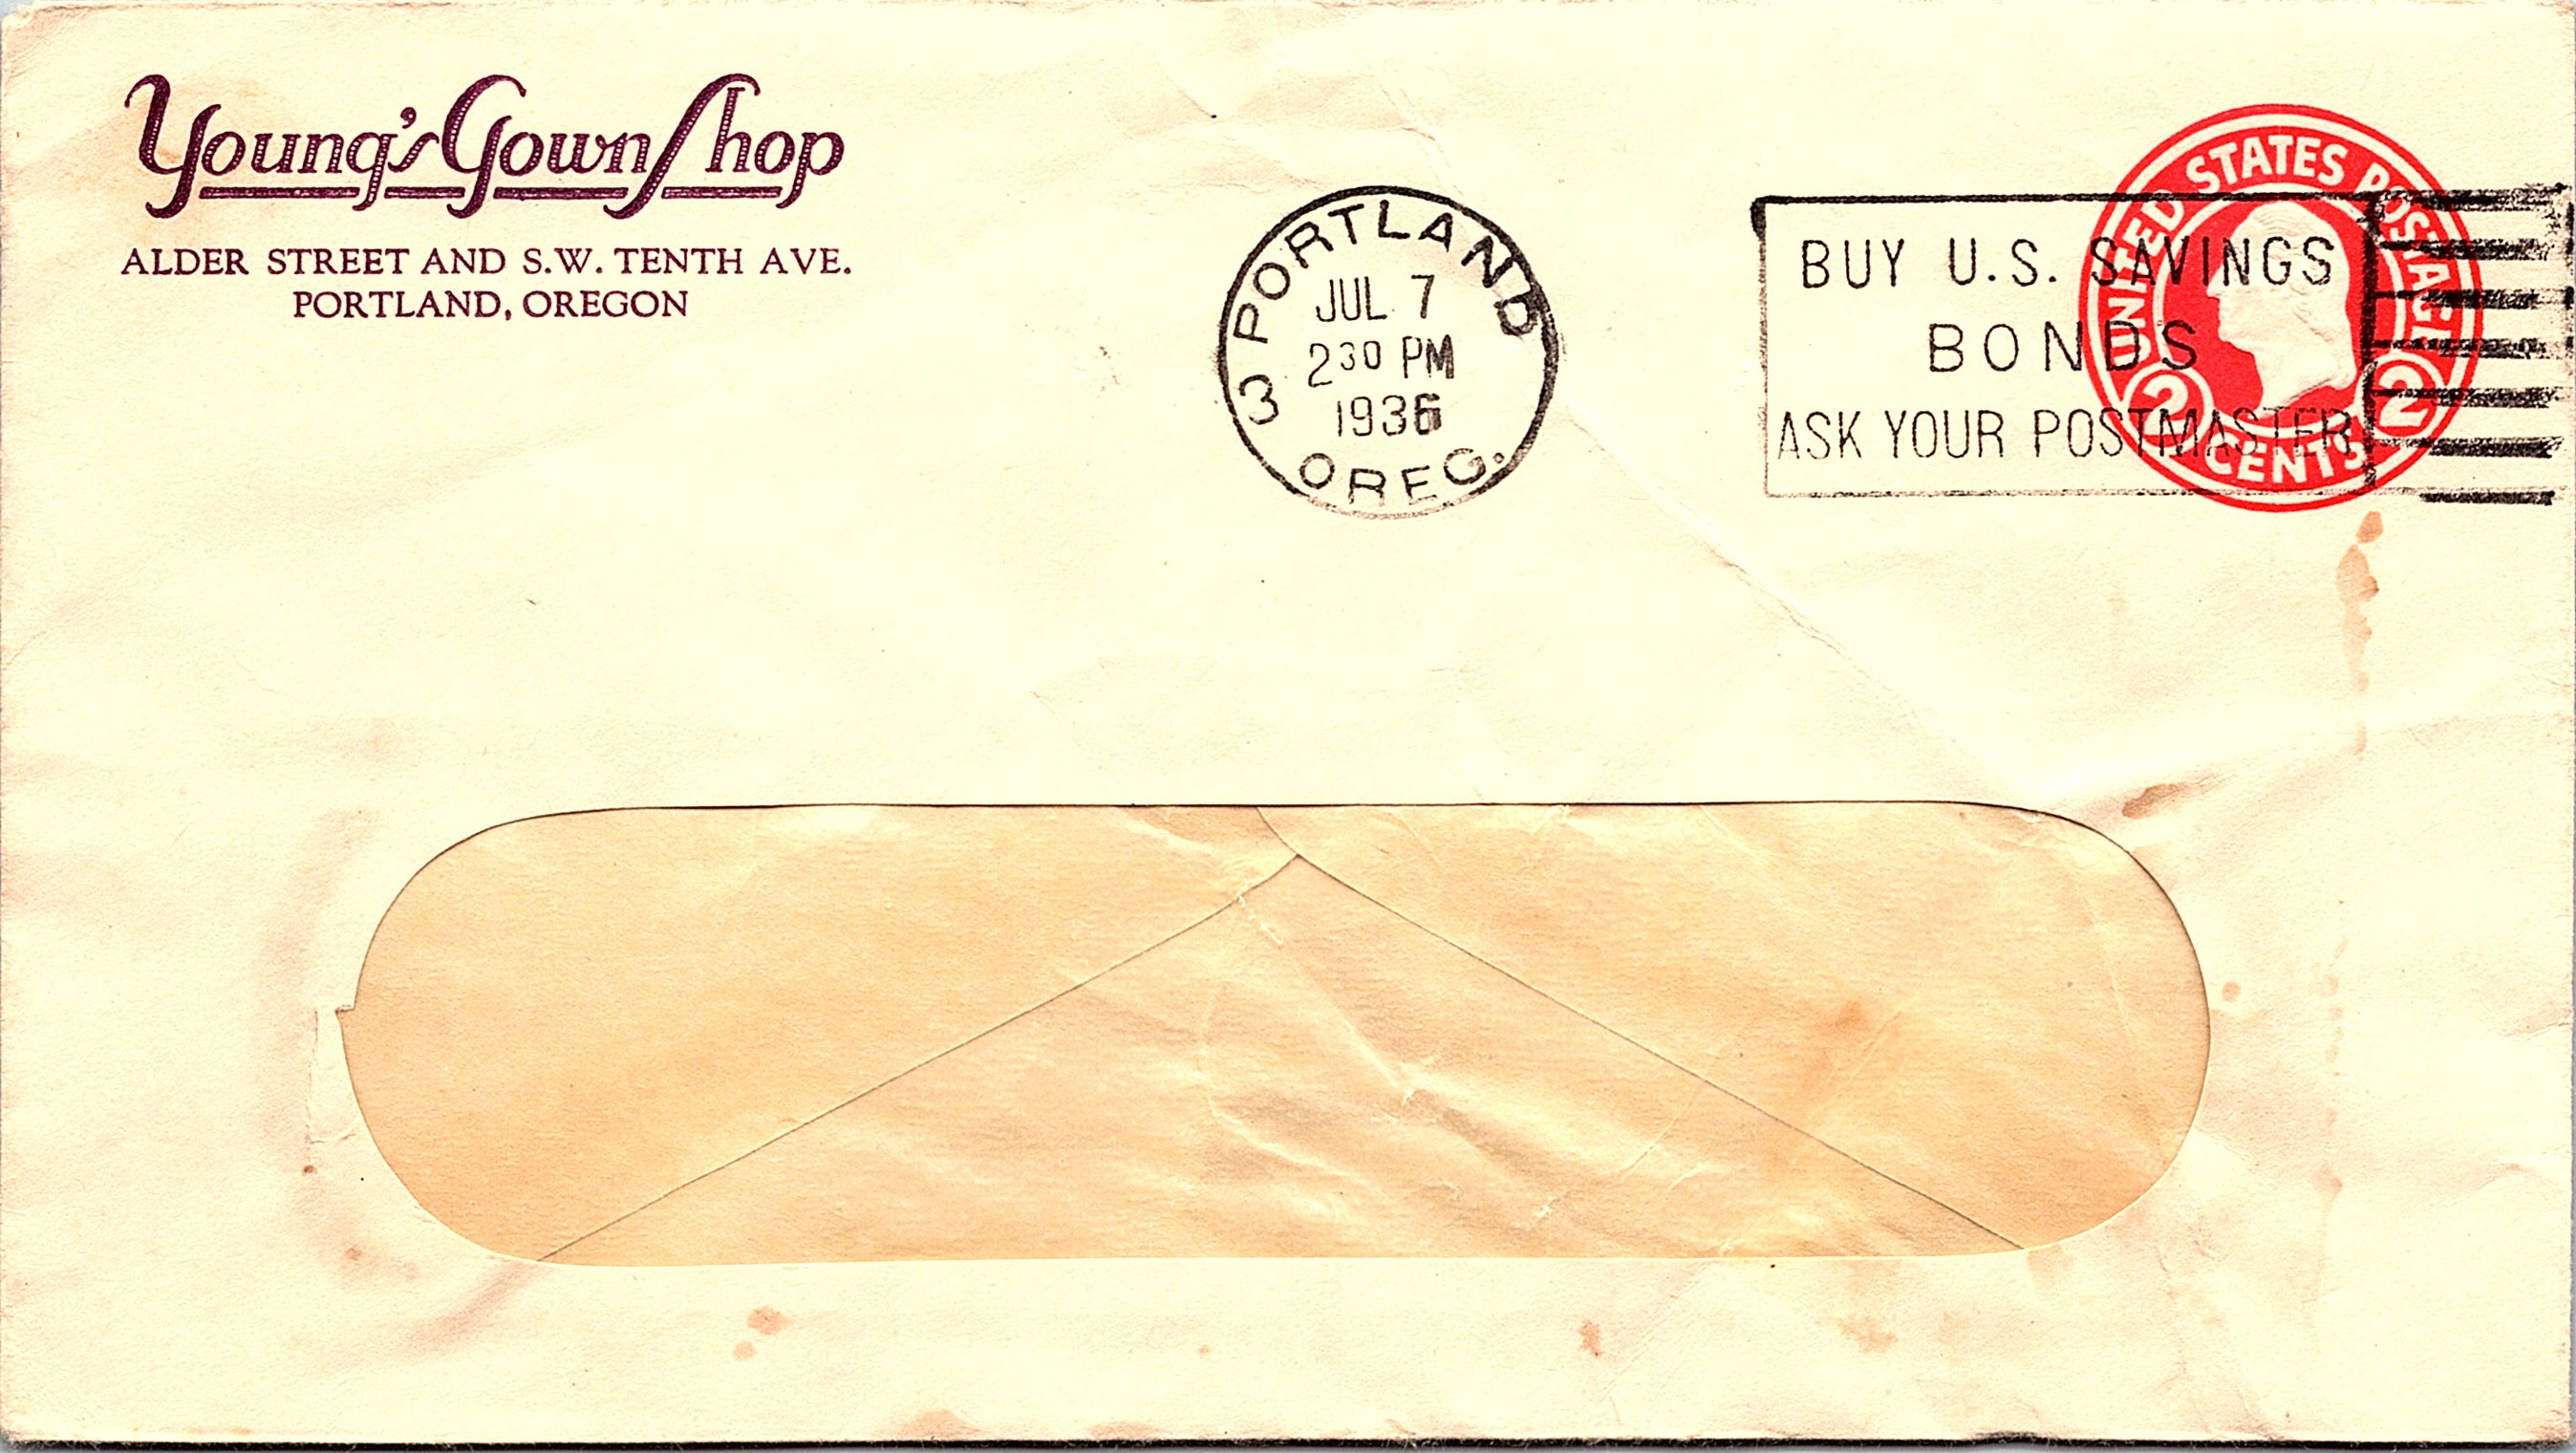 Young's Gown Shop
ALDER STREET AND S.W. TENTH AVE.
PORTLAND, OREGON
PORTLAND
JUL 7
2 30 PM
1936
3
OREG.
BUY U.S. SAVINGS
BONDS
ASK YOUR POSTMASTER
UNITED STATES POSTAGE
2 CENTS 2